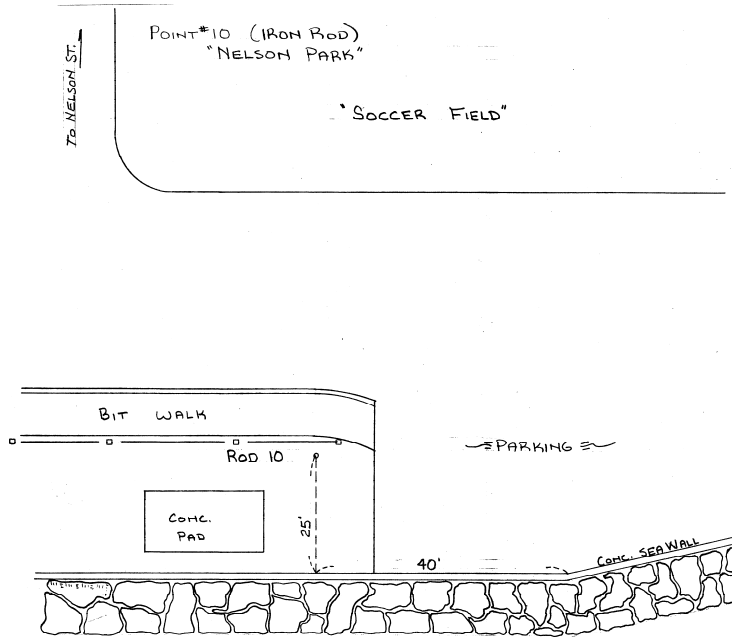 POINT #10 (IRON ROD)
"NELSON PARK"
TO NELSON ST.
"SOCCER FIELD"
BIT WALK
ROD 10
PARKING
CONC.
PAD
25'
40'
CONC. SEA WALL